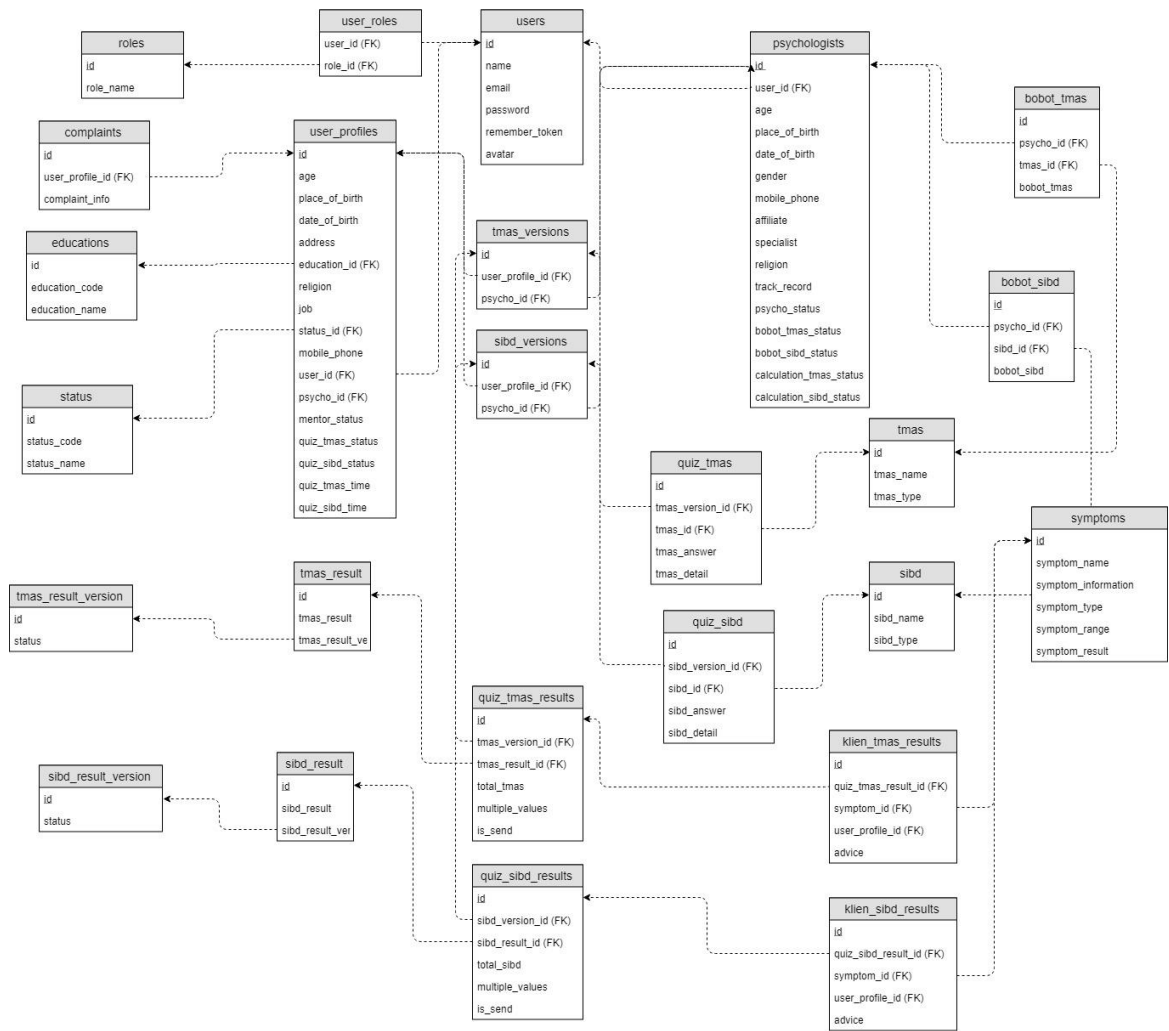 roles
id
role_name
user_roles
user_id (FK)
role_id (FK)
users
id
name
email
password
remember_token
avatar
psychologists
id
user_id (FK)
age
place_of_birth
date_of_birth
gender
mobile_phone
affiliate
specialist
religion
track_record
psycho_status
bobot_tmas_status
bobot_sibd_status
calculation_tmas_status
calculation_sibd_status
bobot_tmas
id
psycho_id (FK)
tmas_id (FK)
bobot_tmas
complaints
id
user_profile_id (FK)
complaint_info
user_profiles
id
age
place_of_birth
date_of_birth
address
education_id (FK)
religion
job
status_id (FK)
mobile_phone
user_id (FK)
psycho_id (FK)
mentor_status
quiz_tmas_status
quiz_sibd_status
quiz_tmas_time
quiz_sibd_time
educations
id
education_code
education_name
tmas_versions
id
user_profile_id (FK)
psycho_id (FK)
sibd_versions
id
user_profile_id (FK)
psycho_id (FK)
bobot_sibd
id
psycho_id (FK)
sibd_id (FK)
bobot_sibd
status
id
status_code
status_name
tmas
id
tmas_name
tmas_type
quiz_tmas
id
tmas_version_id (FK)
tmas_id (FK)
tmas_answer
tmas_detail
symptoms
id
symptom_name
symptom_information
symptom_type
symptom_range
symptom_result
tmas_result_version
id
status
tmas_result
id
tmas_result
tmas_result_ve
sibd
id
sibd_name
sibd_type
quiz_sibd
id
sibd_version_id (FK)
sibd_id (FK)
sibd_answer
sibd_detail
quiz_tmas_results
id
tmas_version_id (FK)
tmas_result_id (FK)
total_tmas
multiple_values
is_send
klien_tmas_results
id
quiz_tmas_result_id (FK)
symptom_id (FK)
user_profile_id (FK)
advice
sibd_result_version
id
status
sibd_result
id
sibd_result
sibd_result_ver
quiz_sibd_results
id
sibd_version_id (FK)
sibd_result_id (FK)
total_sibd
multiple_values
is_send
klien_sibd_results
id
quiz_sibd_result_id (FK)
symptom_id (FK)
user_profile_id (FK)
advice